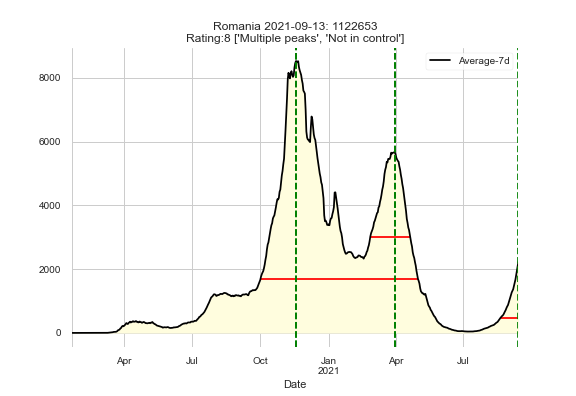 Romania 2021-09-13: 1122653
Rating:8 ['Multiple peaks', 'Not in control']
Average-7d
8000
6000
4000
2000
0
Apr
Jul
Oct
Jan
2021
Apr
Jul
Date